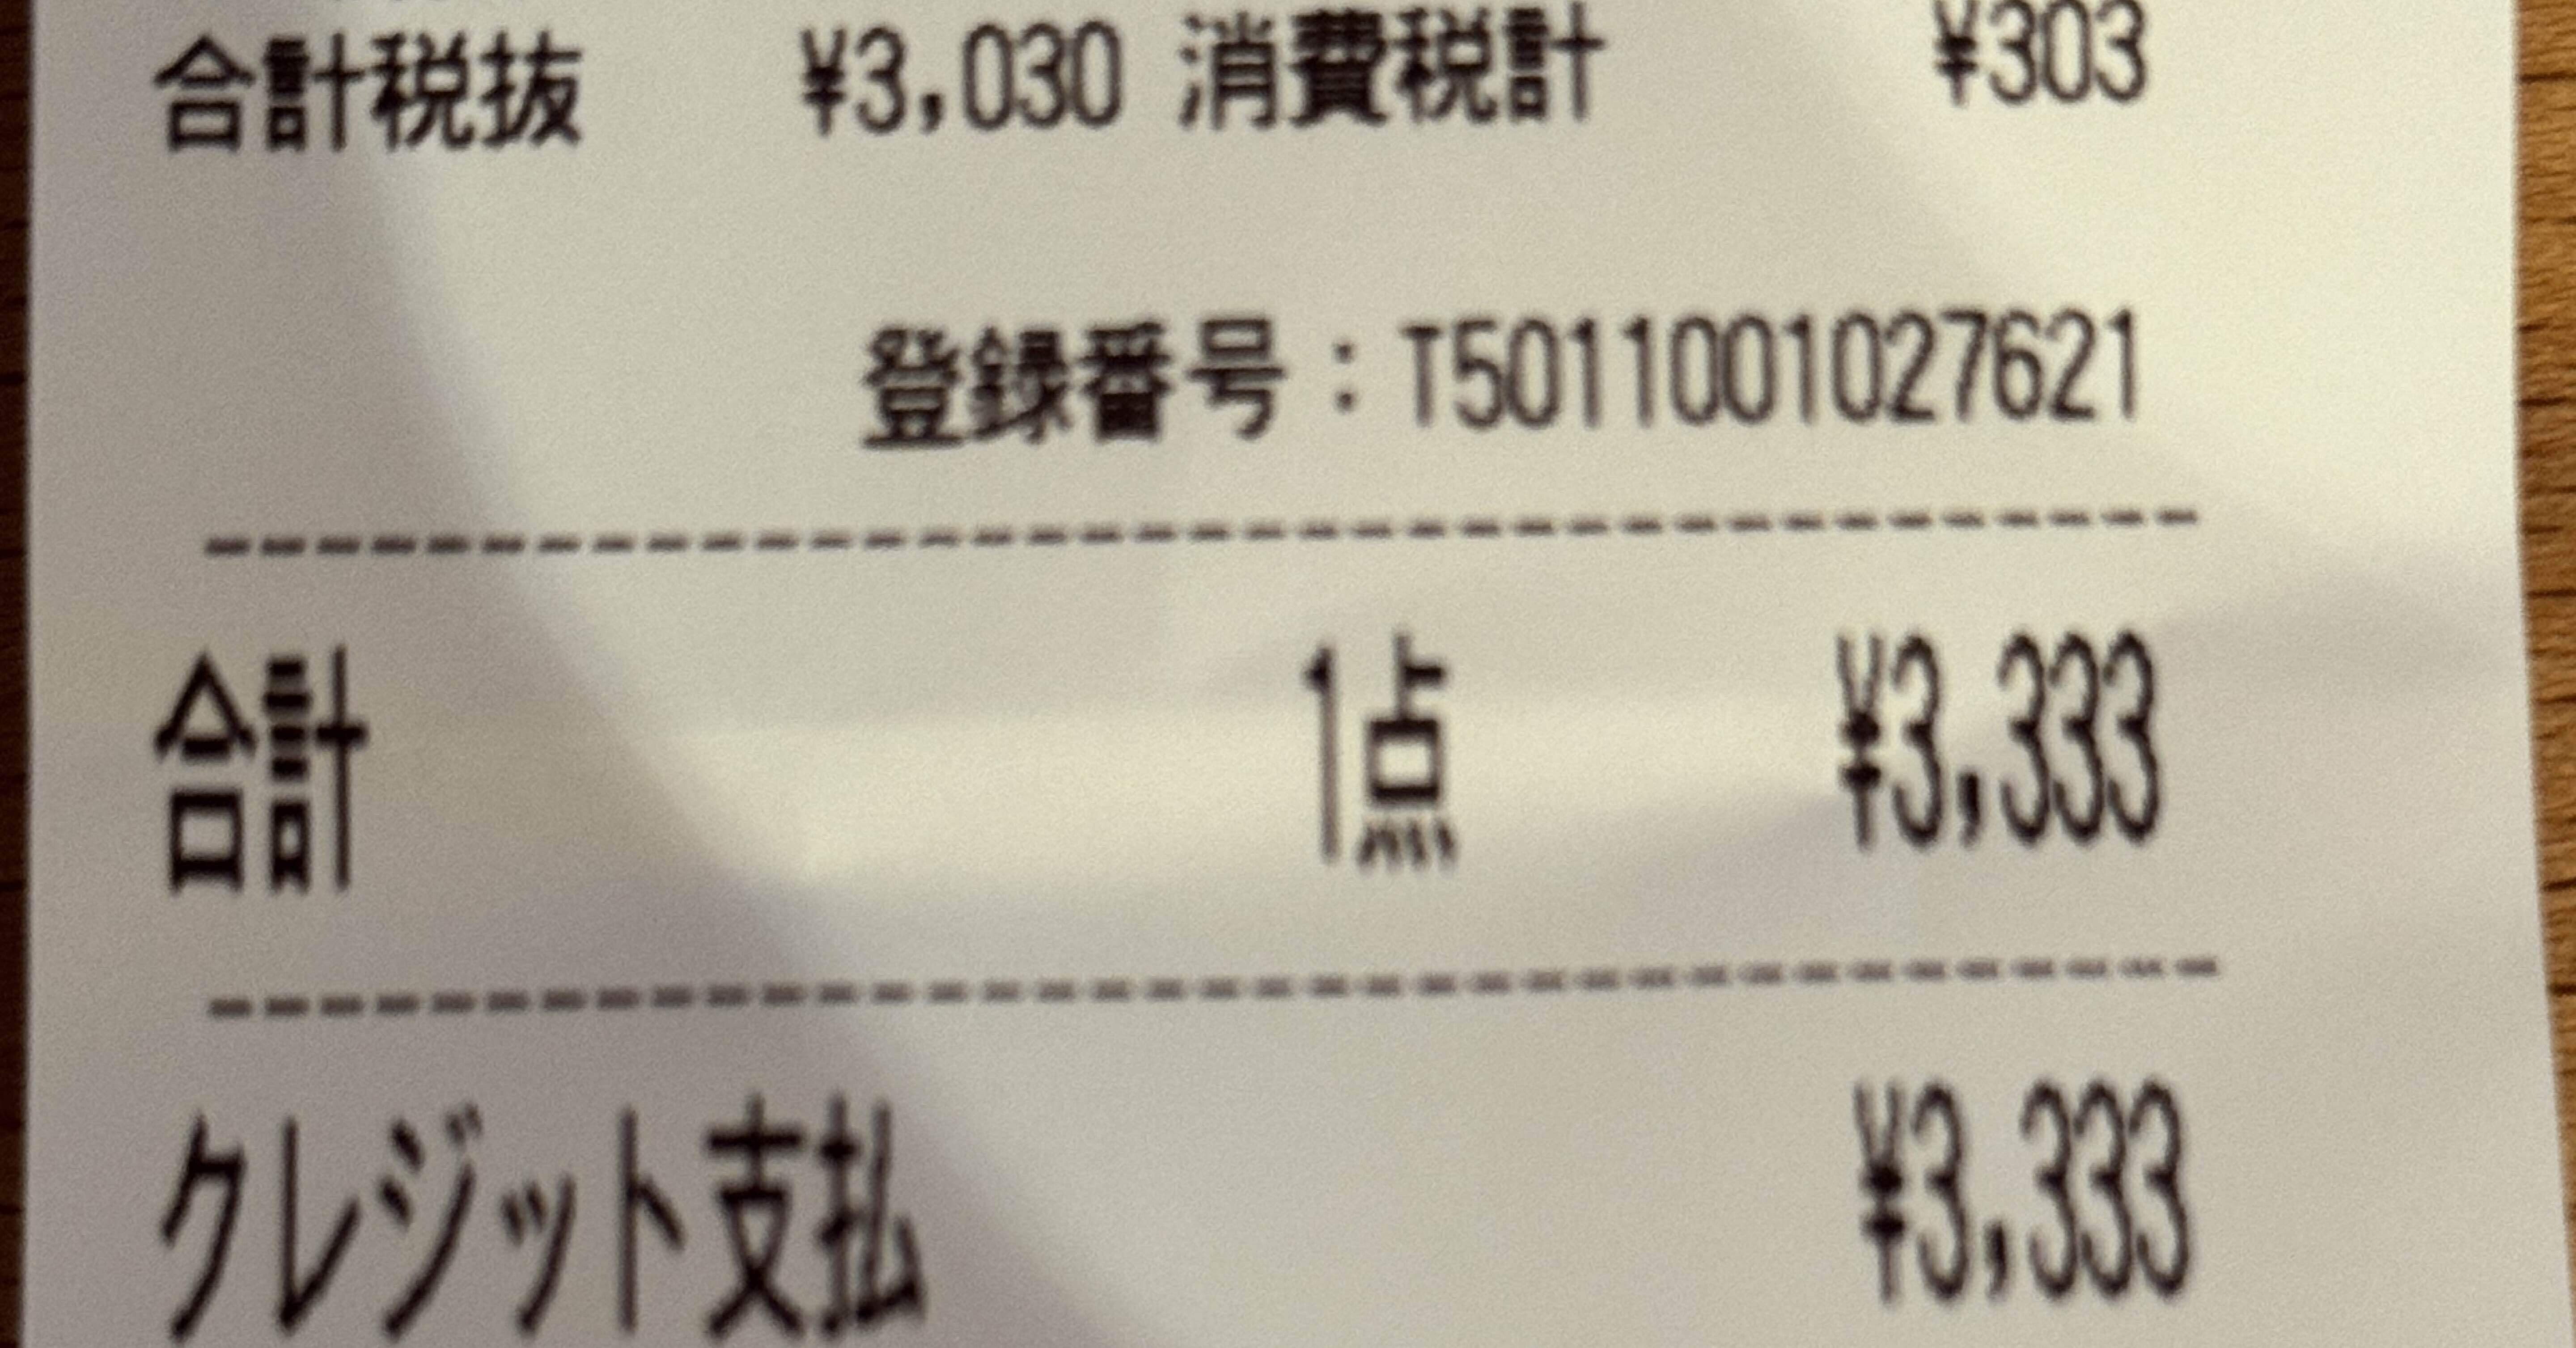 合計税抜 ¥3,030 消費税計 ¥303
登録番号：T5011001027621
合計 1点 ¥3,333
クレジット支払 ¥3,333